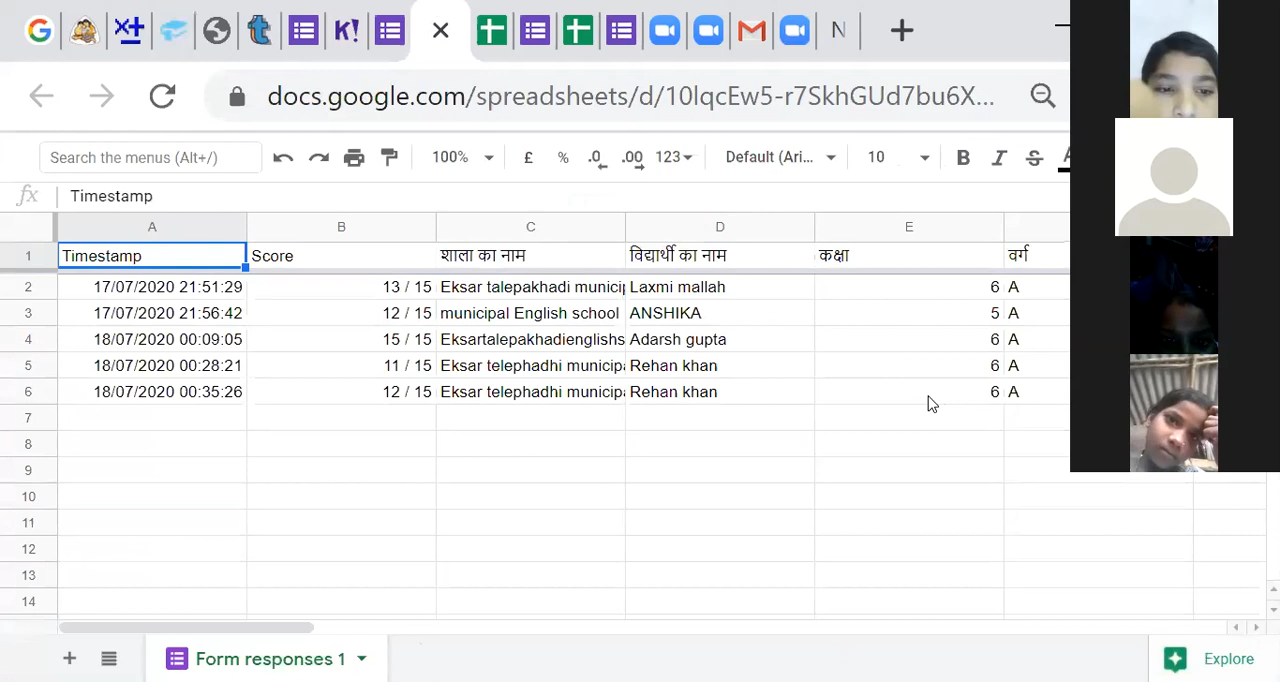 K!
N
docs.google.com/spreadsheets/d/10lqcEw5-r7SkhGUd7bu6X...
Search the menus (Alt+/) 100% £ % .0 .00 123 Default (Ari... 10 B I S A
fx Timestamp
A B C D E
1 Timestamp Score शाला का नाम विद्यार्थी का नाम कक्षा वर्ग
2 17/07/2020 21:51:29 13 / 15 Eksar talepakhadi municip Laxmi mallah 6 A
3 17/07/2020 21:56:42 12 / 15 municipal English school ANSHIKA 5 A
4 18/07/2020 00:09:05 15 / 15 Eksartalepakhadienglishs Adarsh gupta 6 A
5 18/07/2020 00:28:21 11 / 15 Eksar telephadhi municipa Rehan khan 6 A
6 18/07/2020 00:35:26 12 / 15 Eksar telephadhi municipa Rehan khan 6 A
7
8
9
10
11
12
13
14
Form responses 1 Explore